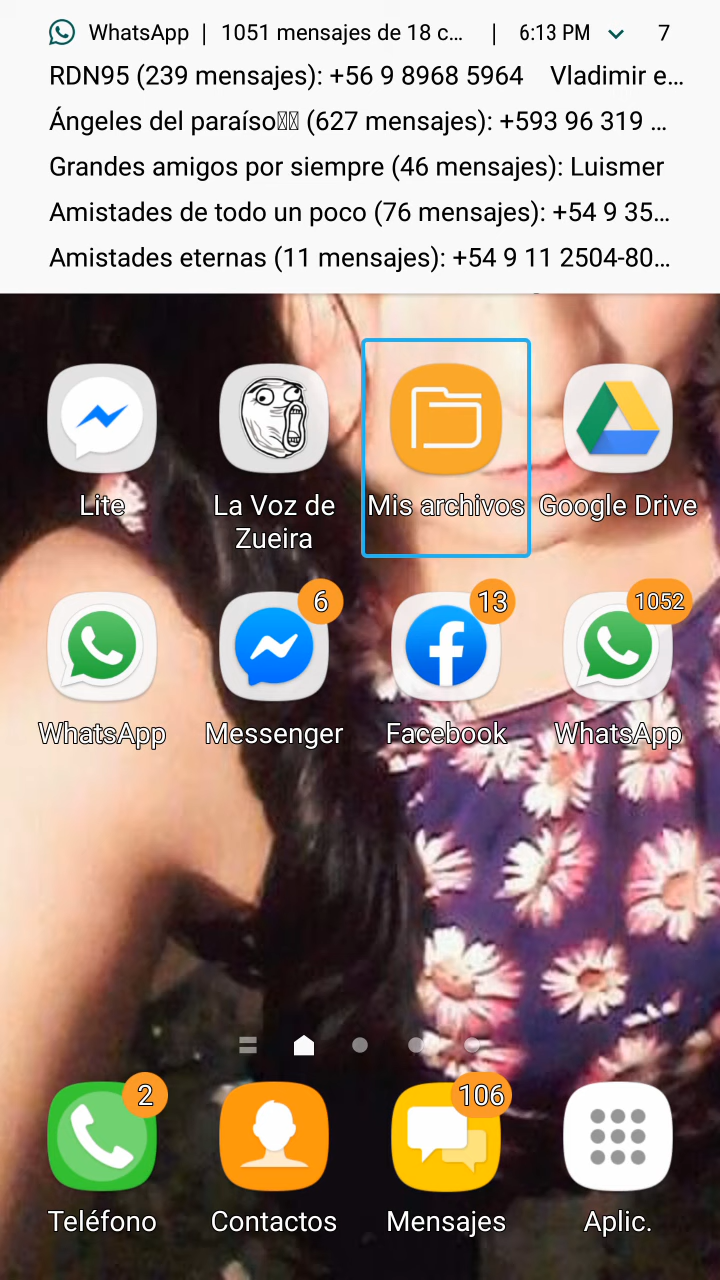 WhatsApp | 1051 mensajes de 18 c... | 6:13 PM 7
RDN95 (239 mensajes): +56 9 8968 5964 Vladimir e...
Ángeles del paraíso (627 mensajes): +593 96 319 ...
Grandes amigos por siempre (46 mensajes): Luismer
Amistades de todo un poco (76 mensajes): +54 9 35...
Amistades eternas (11 mensajes): +54 9 11 2504-80...
Lite
La Voz de
Zueira
Mis archivos
Google Drive
6
13
1052
WhatsApp
Messenger
Facebook
WhatsApp
2
106
Teléfono
Contactos
Mensajes
Aplic.